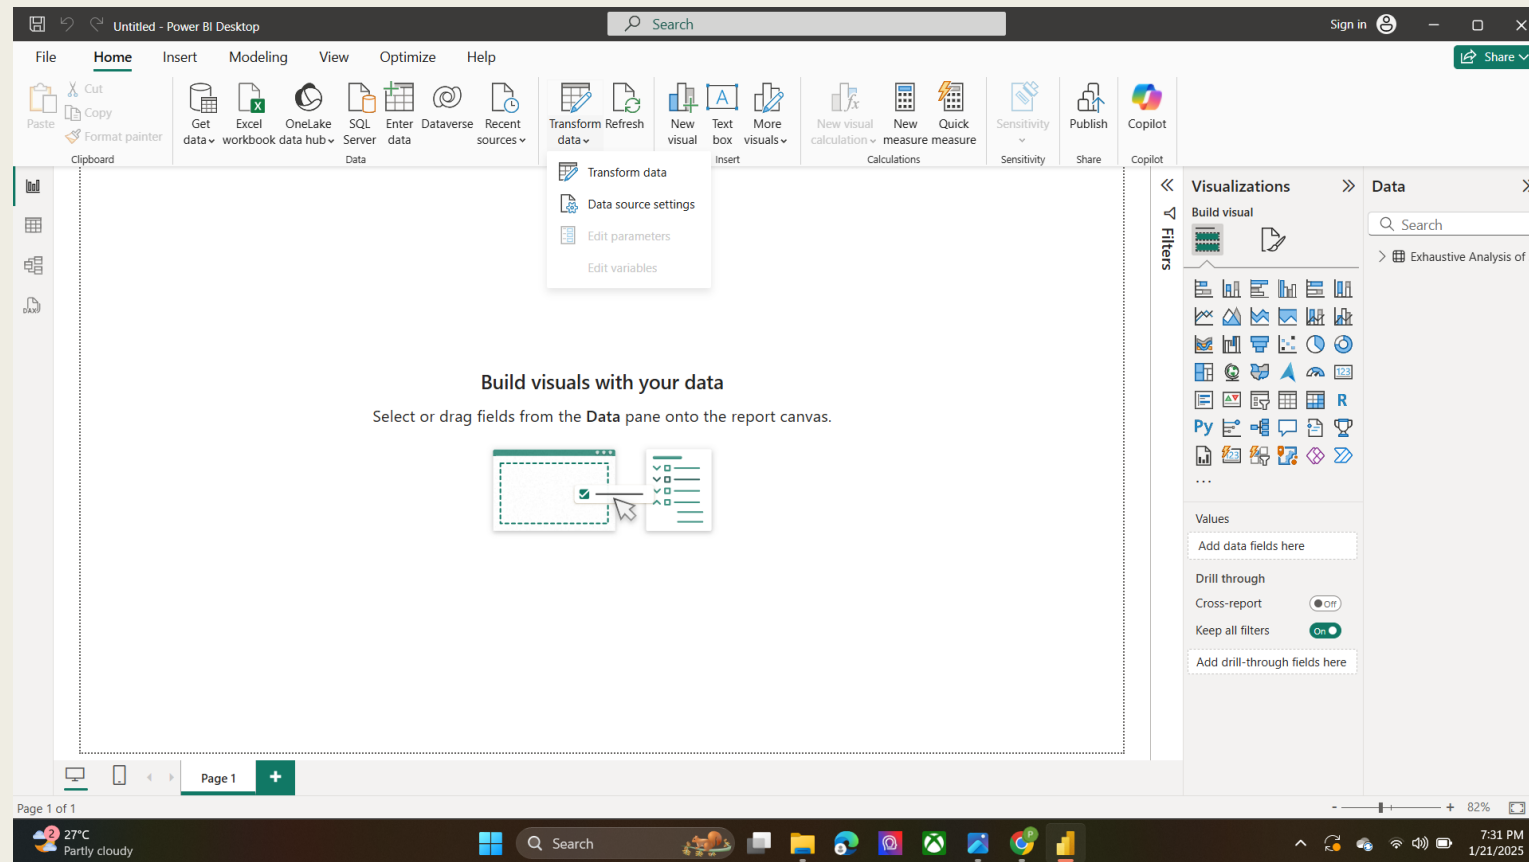 Untitled - Power BI Desktop
Search
Sign in
File Home Insert Modeling View Optimize Help
Share
Paste
Cut
Copy
Format painter
Clipboard
Get data
Excel workbook
OneLake data hub
SQL Server
Enter data
Dataverse
Recent sources
Data
Transform data
Refresh
New visual
Text box
More visuals
Insert
New visual calculation
New measure
Quick measure
Calculations
Sensitivity
Sensitivity
Publish
Share
Copilot
Copilot
Transform data
Data source settings
Edit parameters
Edit variables
DAX
Build visuals with your data
Select or drag fields from the Data pane onto the report canvas.
Filters
Visualizations
Build visual
123
R
Py
123
...
Values
Add data fields here
Drill through
Cross-report
Off
Keep all filters
On
Add drill-through fields here
Data
Search
Exhaustive Analysis of
Page 1
Page 1 of 1
- + 82%
2
27°C
Partly cloudy
Search
P
7:31 PM
1/21/2025